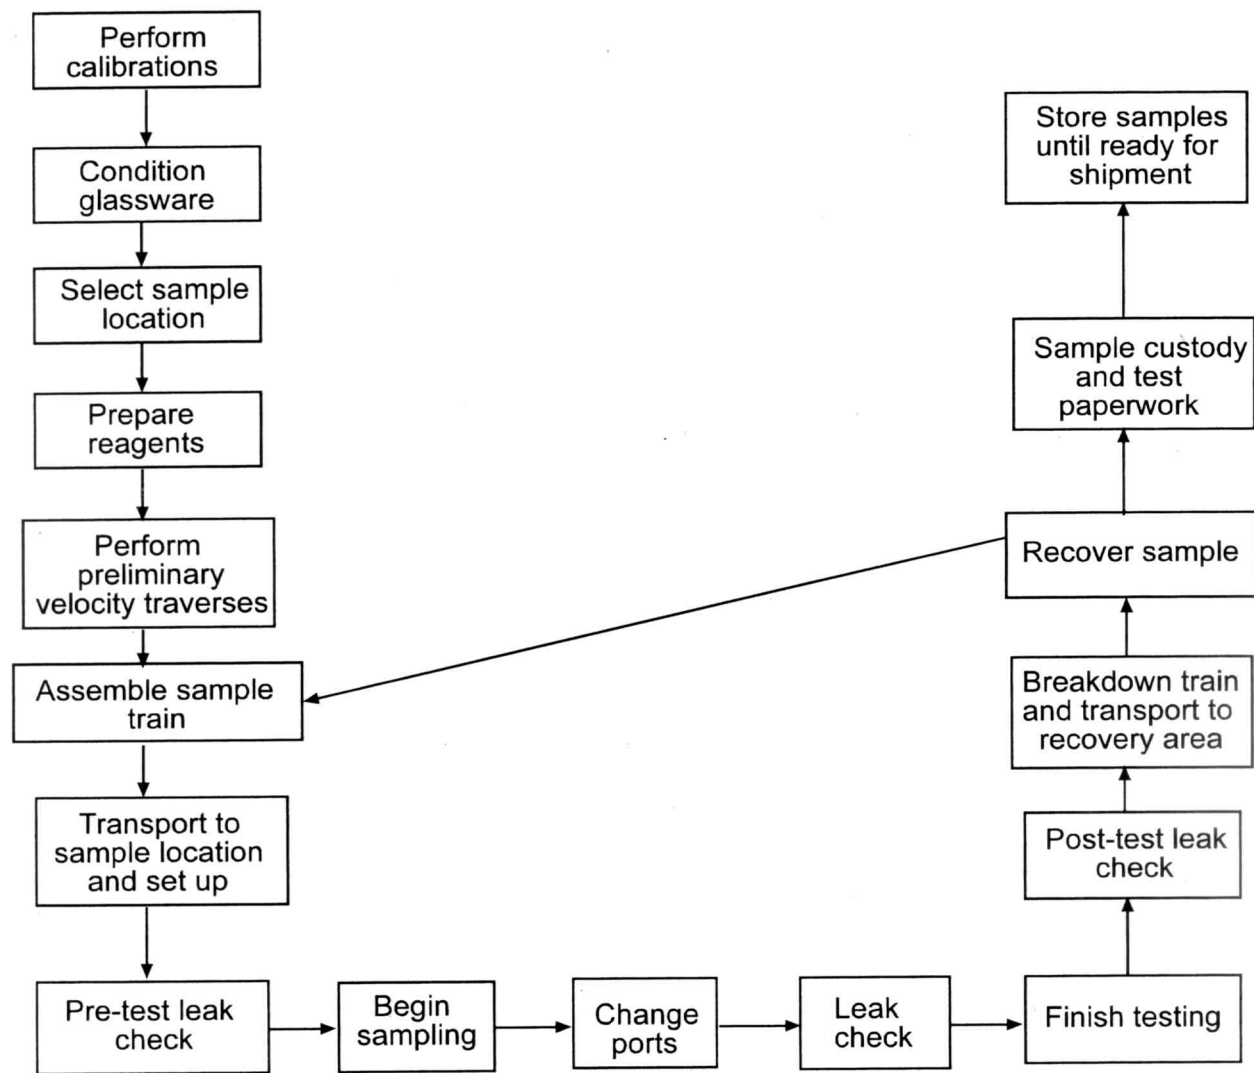 Perform
calibrations
Condition
glassware
Select sample
location
Prepare
reagents
Perform
preliminary
velocity traverses
Assemble sample
train
Transport to
sample location
and set up
Pre-test leak
check
Begin
sampling
Change
ports
Leak
check
Finish testing
Post-test leak
check
Breakdown train
and transport to
recovery area
Recover sample
Sample custody
and test
paperwork
Store samples
until ready for
shipment